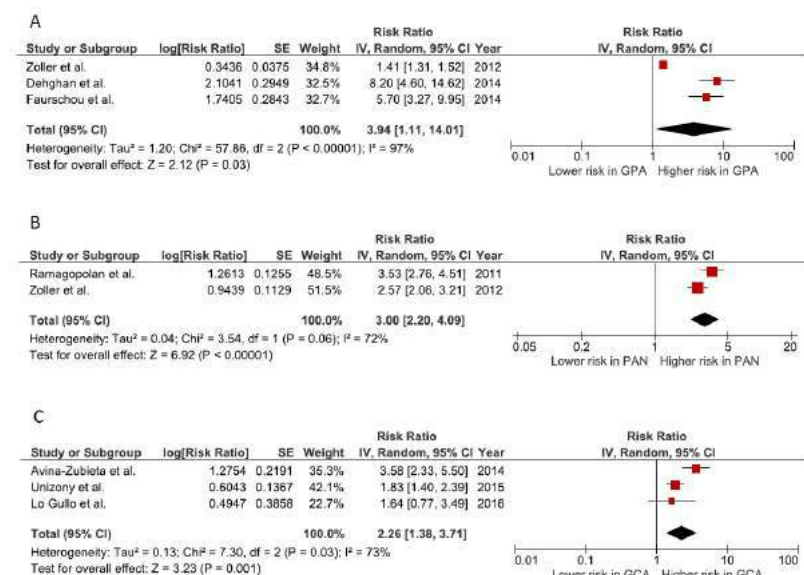 A
Risk Ratio Risk Ratio
Study or Subgroup log[Risk Ratio] SE Weight IV, Random, 95% CI Year IV, Random, 95% CI
Zoller et al. 0.3436 0.0375 34.8% 1.41 [1.31, 1.52] 2012
Dehghan et al. 2.1041 0.2949 32.5% 8.20 [4.60, 14.62] 2014
Faurschou et al. 1.7405 0.2843 32.7% 5.70 [3.27, 9.95] 2014
Total (95% CI) 100.0% 3.94 [1.11, 14.01]
Heterogeneity: Tau² = 1.20; Chi² = 57.86, df = 2 (P < 0.00001); I² = 97%
Test for overall effect: Z = 2.12 (P = 0.03)
0.01 0.1 1 10 100
Lower risk in GPA Higher risk in GPA
B
Risk Ratio Risk Ratio
Study or Subgroup log[Risk Ratio] SE Weight IV, Random, 95% CI Year IV, Random, 95% CI
Ramagopolan et al. 1.2613 0.1255 48.5% 3.53 [2.76, 4.51] 2011
Zoller et al. 0.9439 0.1129 51.5% 2.57 [2.06, 3.21] 2012
Total (95% CI) 100.0% 3.00 [2.20, 4.09]
Heterogeneity: Tau² = 0.04; Chi² = 3.54, df = 1 (P = 0.06); I² = 72%
Test for overall effect: Z = 6.92 (P < 0.00001)
0.05 0.2 1 5 20
Lower risk in PAN Higher risk in PAN
C
Risk Ratio Risk Ratio
Study or Subgroup log[Risk Ratio] SE Weight IV, Random, 95% CI Year IV, Random, 95% CI
Avina-Zubieta et al. 1.2754 0.2191 35.3% 3.58 [2.33, 5.50] 2014
Unizony et al. 0.6043 0.1367 42.1% 1.83 [1.40, 2.39] 2015
Lo Gullo et al. 0.4947 0.3858 22.7% 1.64 [0.77, 3.49] 2016
Total (95% CI) 100.0% 2.26 [1.38, 3.71]
Heterogeneity: Tau² = 0.13; Chi² = 7.30, df = 2 (P = 0.03); I² = 73%
Test for overall effect: Z = 3.23 (P = 0.001)
0.01 0.1 1 10 100
Lower risk in GCA Higher risk in GCA